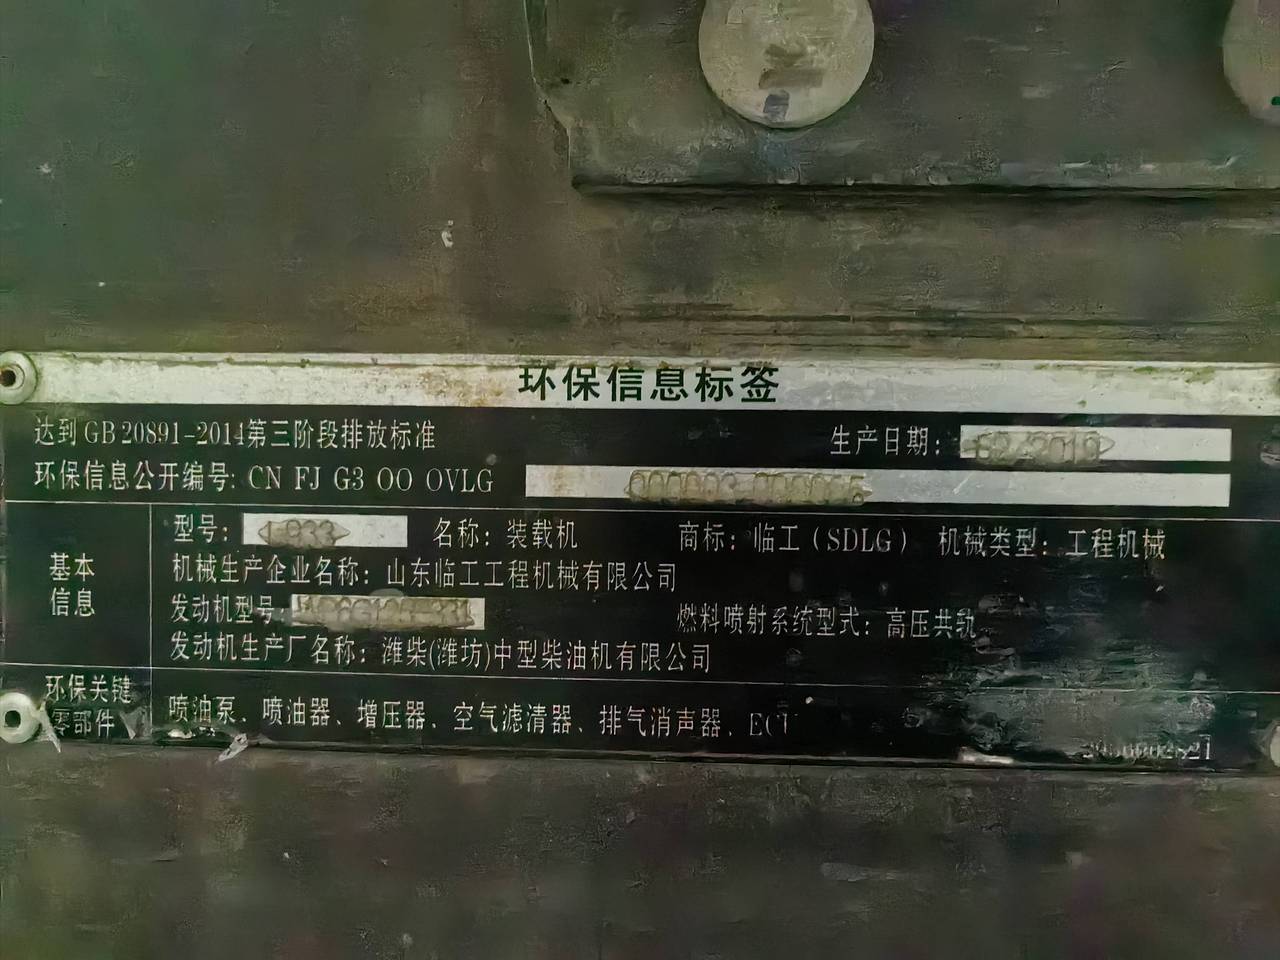 环保信息标签
达到GB 20891-2014第三阶段排放标准 生产日期:
环保信息公开编号: CN FJ G3 OO OVLG
型号: 名称: 装载机 商标: 临工(SDLG) 机械类型: 工程机械
基本信息
机械生产企业名称: 山东临工工程机械有限公司
发动机型号: 燃料喷射系统型式: 高压共轨
发动机生产厂名称: 潍柴(潍坊)中型柴油机有限公司
环保关键零部件
喷油泵、喷油器、增压器、空气滤清器、排气消声器、